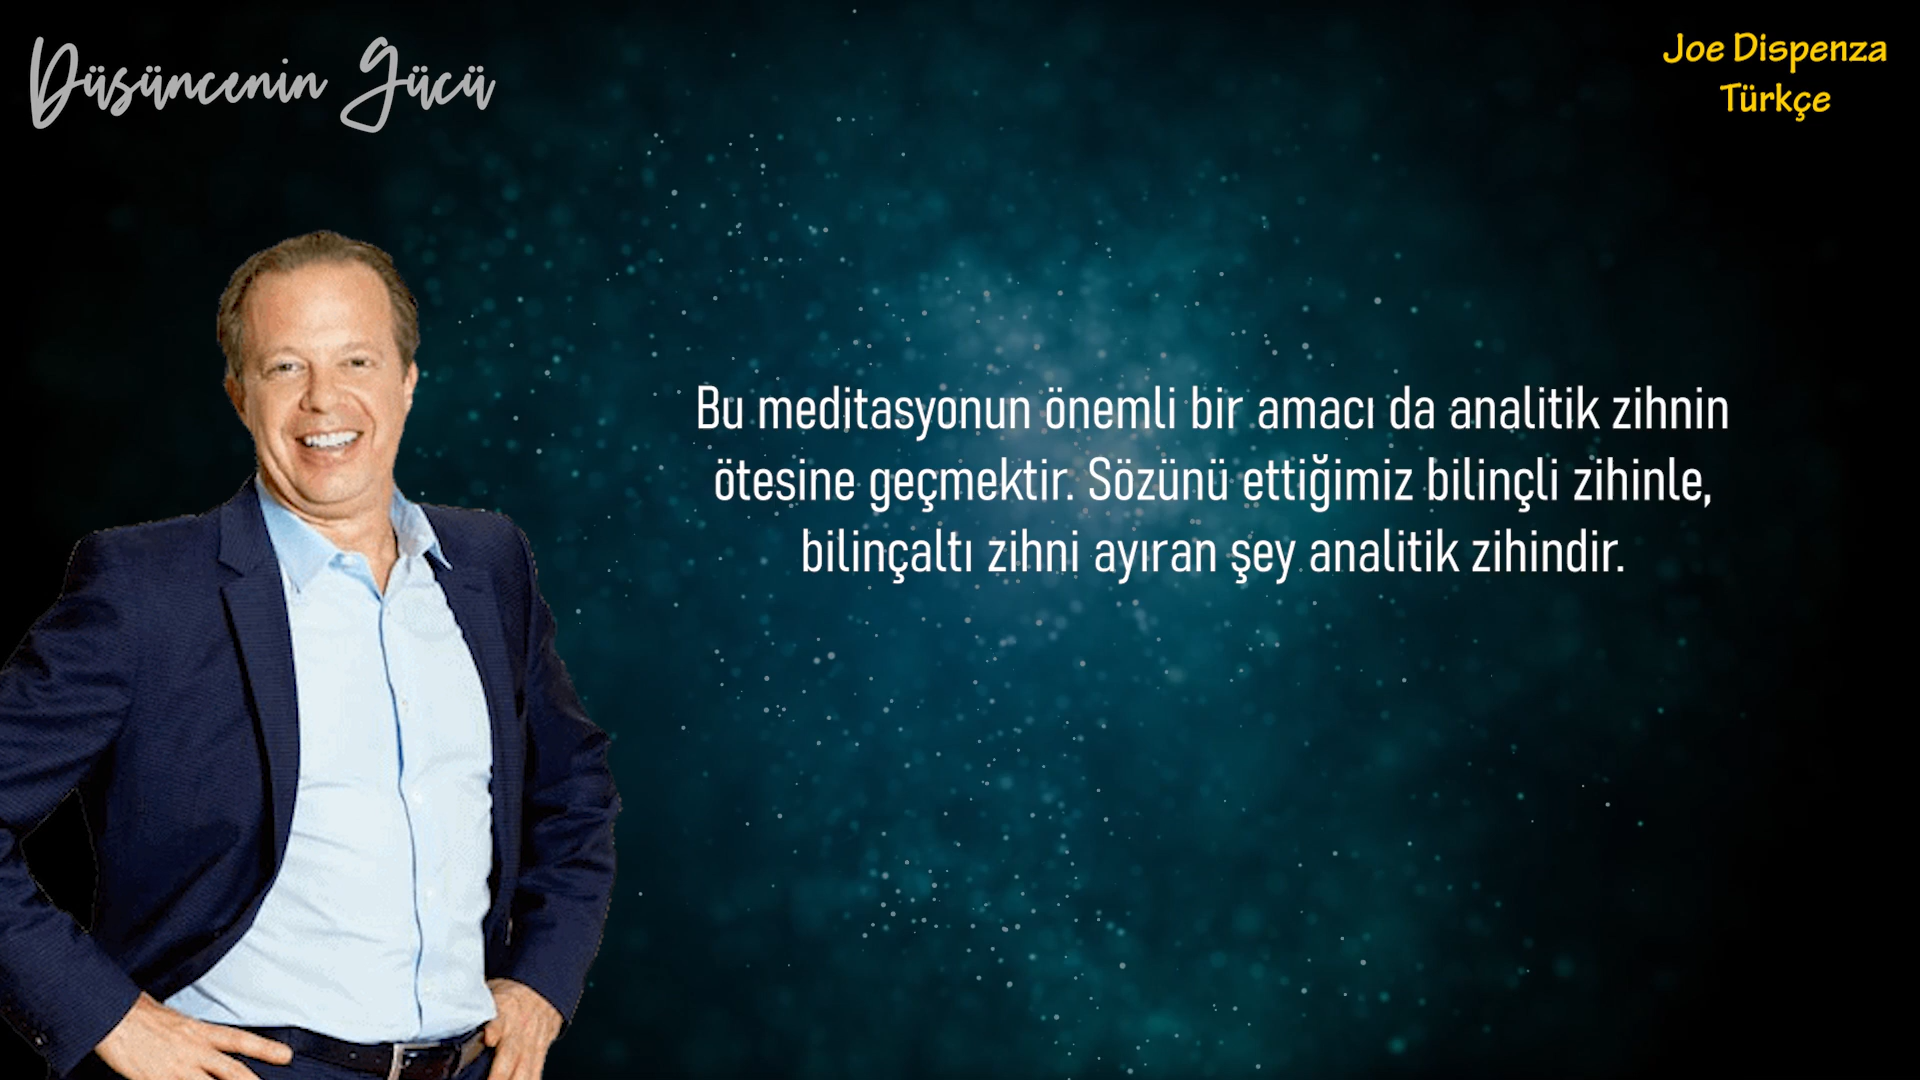 Düsüncenin Gücü
Joe Dispenza
Türkçe
Bu meditasyonun önemli bir amacı da analitik zihnin
ötesine geçmektir. Sözünü ettiğimiz bilinçli zihinle,
bilinçaltı zihni ayıran şey analitik zihindir.